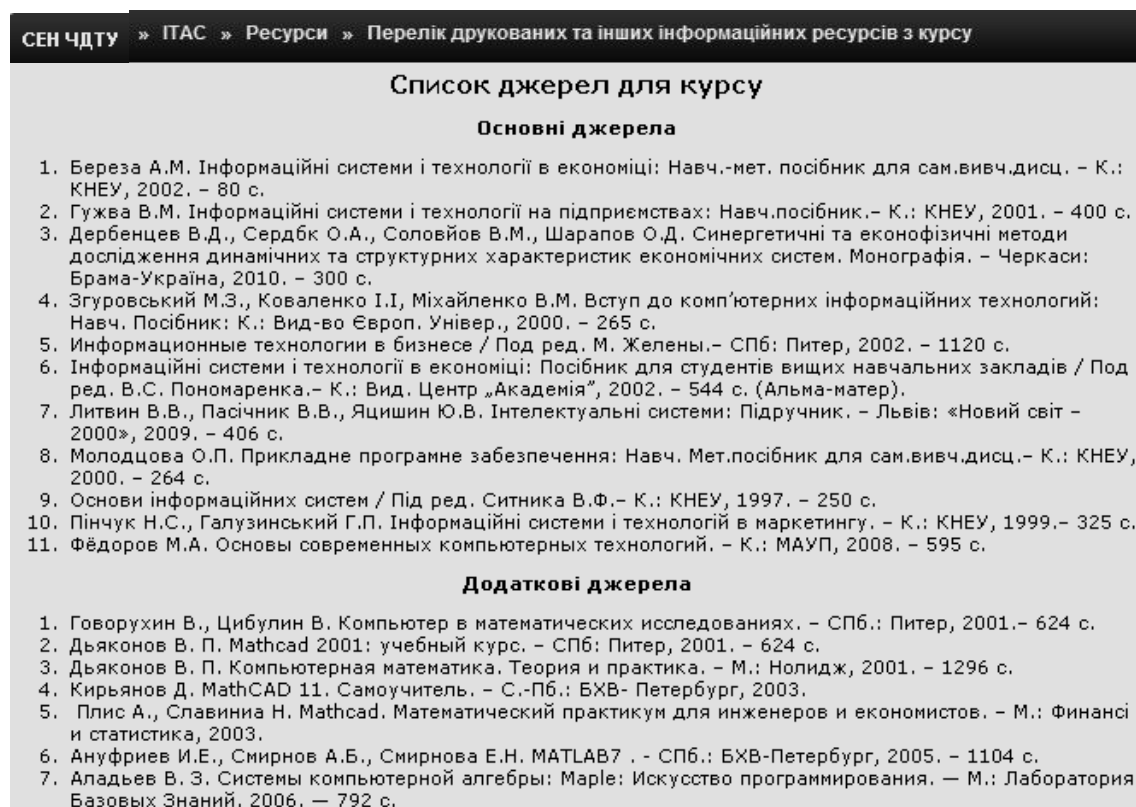 СЕН ЧДТУ » ІТАС » Ресурси » Перелік друкованих та інших інформаційних ресурсів з курсу
Список джерел для курсу
Основні джерела
1. Береза А.М. Інформаційні системи і технології в економіці: Навч.-мет. посібник для сам.вивч.дисц. – К.:
КНЕУ, 2002. – 80 с.
2. Гужва В.М. Інформаційні системи і технології на підприємствах: Навч.посібник.– К.: КНЕУ, 2001. – 400 с.
3. Дербенцев В.Д., Сердбк О.А., Соловйов В.М., Шарапов О.Д. Синергетичні та еконофізичні методи
дослідження динамічних та структурних характеристик економічних систем. Монографія. – Черкаси:
Брама-Україна, 2010. – 300 с.
4. Згуровський М.З., Коваленко І.І, Міхайленко В.М. Вступ до комп’ютерних інформаційних технологий:
Навч. Посібник: К.: Вид-во Європ. Універ., 2000. – 265 с.
5. Информационные технологии в бизнесе / Под ред. М. Желены.– СПб: Питер, 2002. – 1120 с.
6. Інформаційні системи і технології в економіці: Посібник для студентів вищих навчальних закладів / Под
ред. В.С. Пономаренка.– К.: Вид. Центр „Академія”, 2002. – 544 с. (Альма-матер).
7. Литвин В.В., Пасічник В.В., Яцишин Ю.В. Інтелектуальні системи: Підручник. – Львів: «Новий світ –
2000», 2009. – 406 с.
8. Молодцова О.П. Прикладне програмне забезпечення: Навч. Мет.посібник для сам.вивч.дисц.– К.: КНЕУ,
2000. – 264 с.
9. Основи інформаційних систем / Під ред. Ситника В.Ф.– К.: КНЕУ, 1997. – 250 с.
10. Пінчук Н.С., Галузинський Г.П. Інформаційні системи і технологій в маркетингу. – К.: КНЕУ, 1999.– 325 с.
11. Фёдоров М.А. Основы современных компьютерных технологий. – К.: МАУП, 2008. – 595 с.
Додаткові джерела
1. Говорухин В., Цибулин В. Компьютер в математических исследованиях. – СПб.: Питер, 2001.– 624 с.
2. Дьяконов В. П. Mathcad 2001: учебный курс. – СПб: Питер, 2001. – 624 с.
3. Дьяконов В. П. Компьютерная математика. Теория и практика. – М.: Нолидж, 2001. – 1296 с.
4. Кирьянов Д. MathCAD 11. Самоучитель. – С.-Пб.: БХВ- Петербург, 2003.
5. Плис А., Славиниа Н. Mathcad. Математический практикум для инженеров и економистов. – М.: Финансі
и статистика, 2003.
6. Ануфриев И.Е., Смирнов А.Б., Смирнова Е.Н. MATLAB7 . - СПб.: БХВ-Петербург, 2005. – 1104 с.
7. Аладьев В. З. Системы компьютерной алгебры: Maple: Искусство программирования. — М.: Лаборатория
Базовых Знаний, 2006. — 792 с.